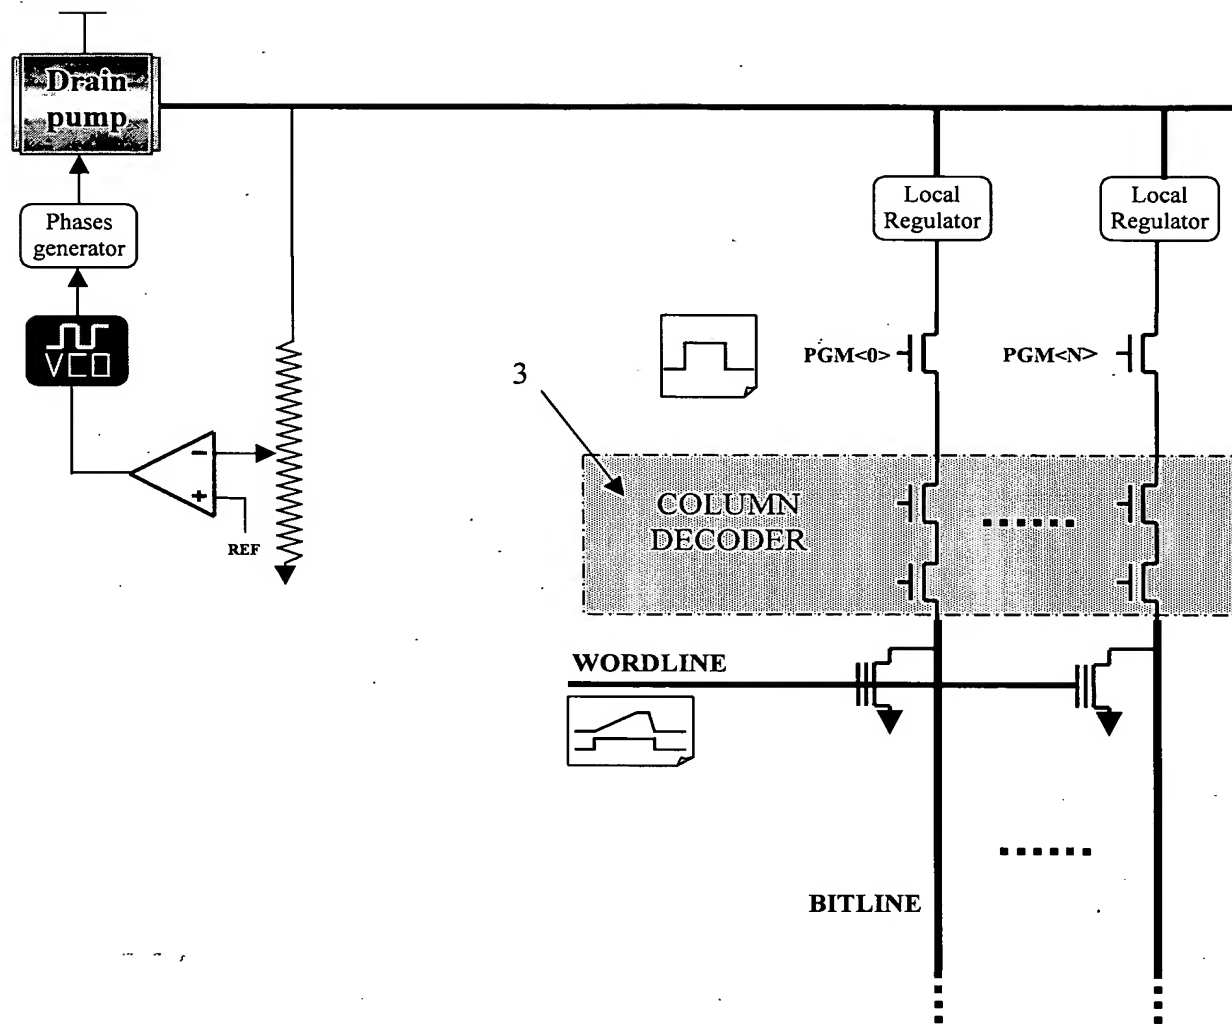 Drain
pump
Phases
generator
VCO
REF
Local
Regulator
Local
Regulator
PGM<0>
PGM<N>
3
COLUMN
DECODER
WORDLINE
BITLINE